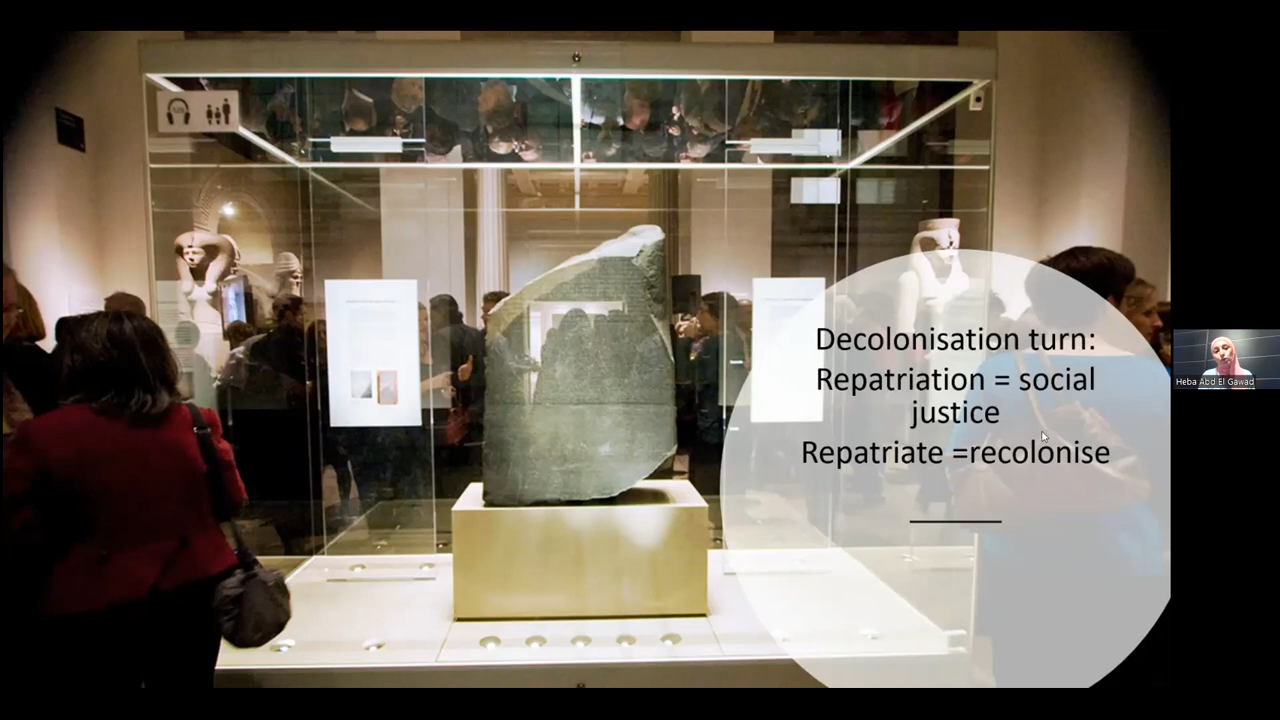 Decolonisation turn:
Repatriation = social
justice
Repatriate =recolonise
Heba Abd El Gawad